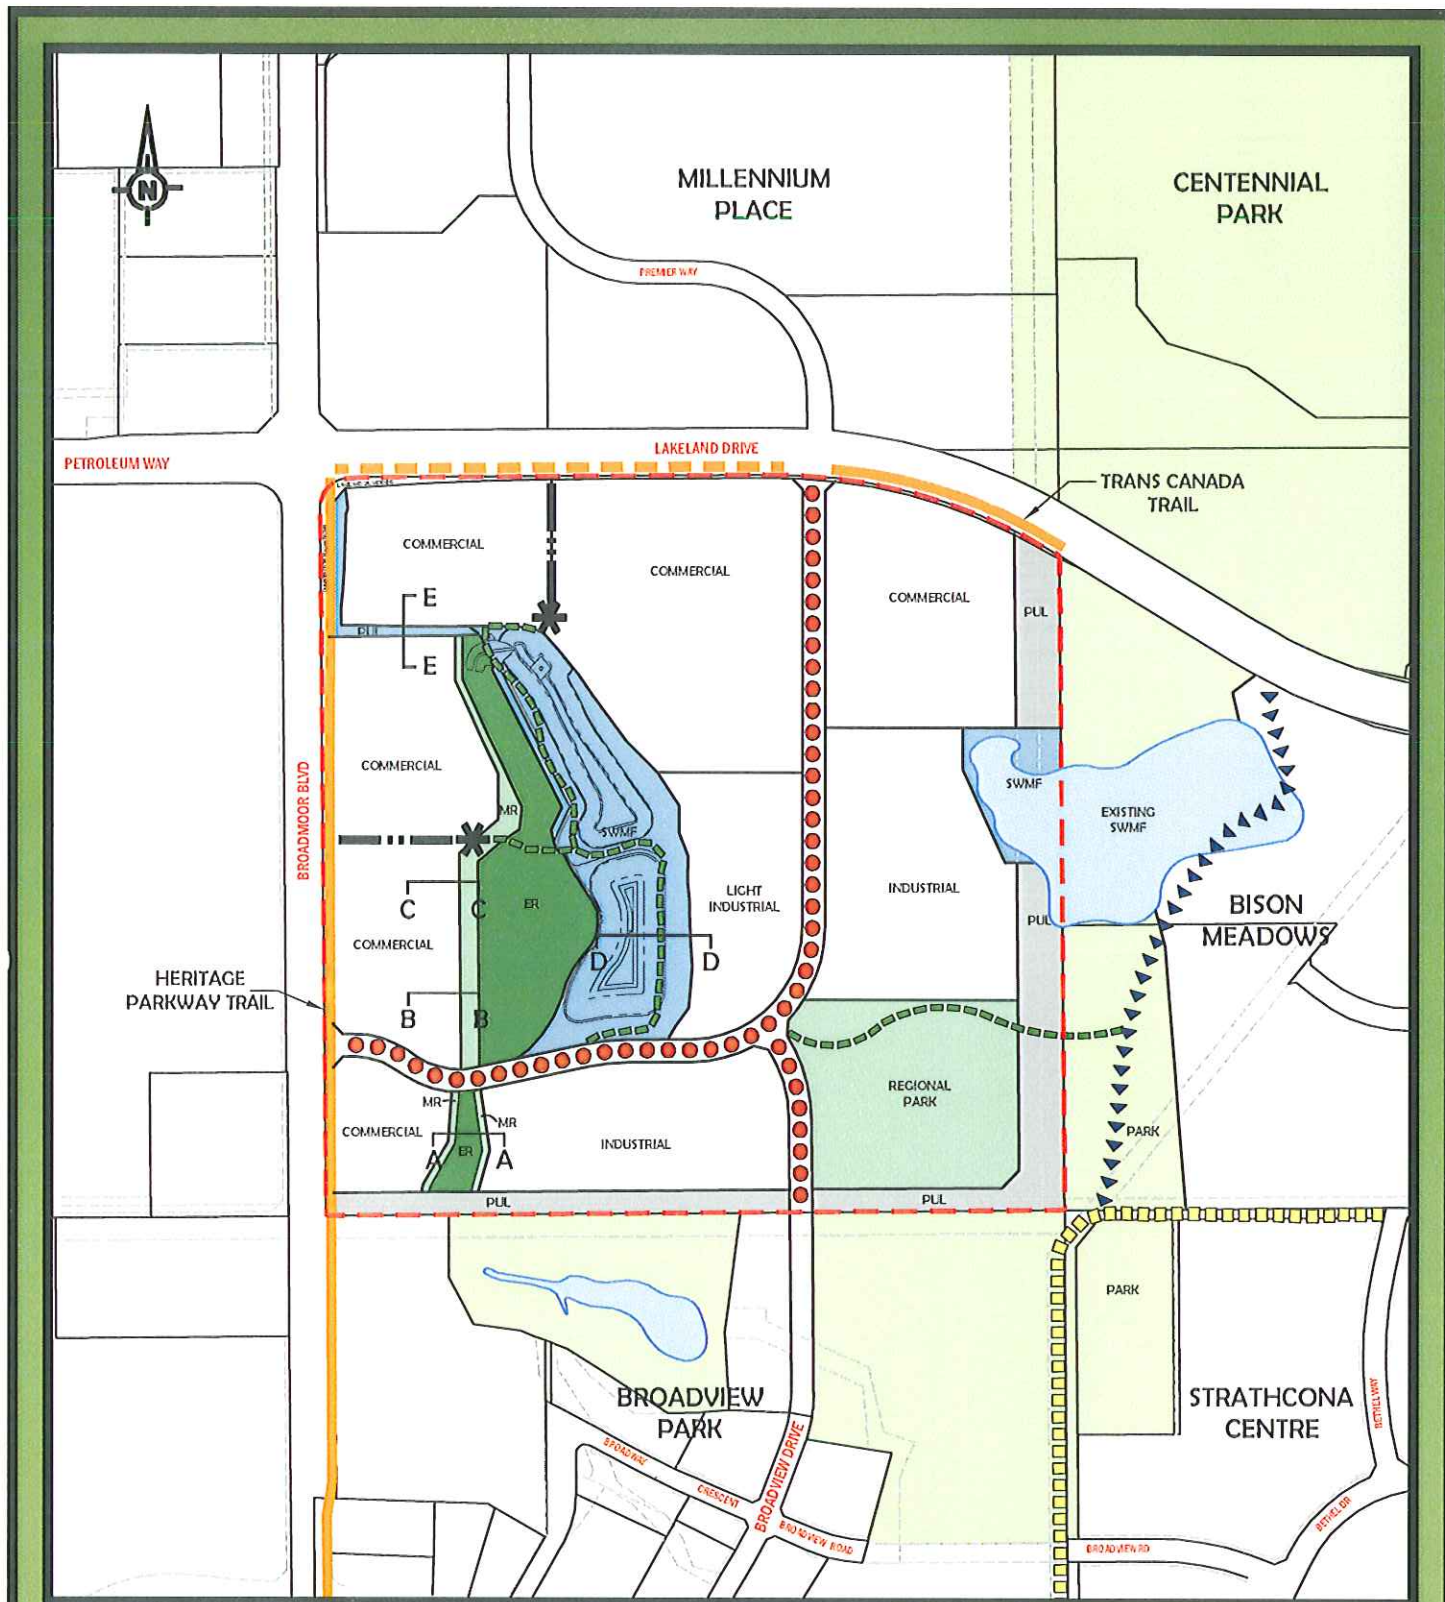 MILLENNIUM
PLACE
CENTENNIAL
PARK
N
PREMIER WAY
LAKELAND DRIVE
PETROLEUM WAY
TRANS CANADA
TRAIL
COMMERCIAL
COMMERCIAL
COMMERCIAL
E
PUL
PUL
E
BROADMOOR BLVD
COMMERCIAL
SWMF
EXISTING
SWMF
MR
SWMF
C
C
ER
LIGHT
INDUSTRIAL
INDUSTRIAL
BISON
MEADOWS
PUL
COMMERCIAL
D
D
HERITAGE
PARKWAY TRAIL
B
B
REGIONAL
PARK
MR
MR
COMMERCIAL
INDUSTRIAL
PARK
A
ER
A
PUL
PUL
PARK
BROADVIEW
PARK
STRATHCONA
CENTRE
BETHEL WAY
BROADWAY
CRESCENT
BROADVIEW DRIVE
BROADVIEW ROAD
BETHEL DR
BROADVIEW RD